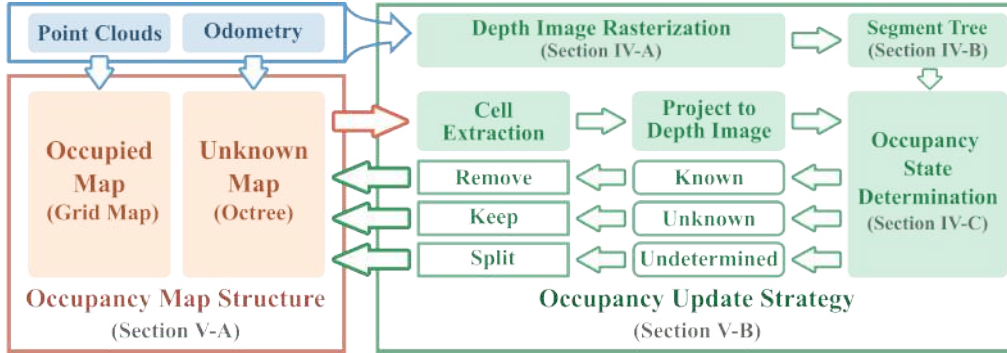 Point Clouds
Odometry
Depth Image Rasterization
(Section IV-A)
Segment Tree
(Section IV-B)
Occupied
Map
(Grid Map)
Unknown
Map
(Octree)
Cell
Extraction
Project to
Depth Image
Occupancy
State
Determination
(Section IV-C)
Remove
Known
Keep
Unknown
Split
Undetermined
Occupancy Map Structure
(Section V-A)
Occupancy Update Strategy
(Section V-B)